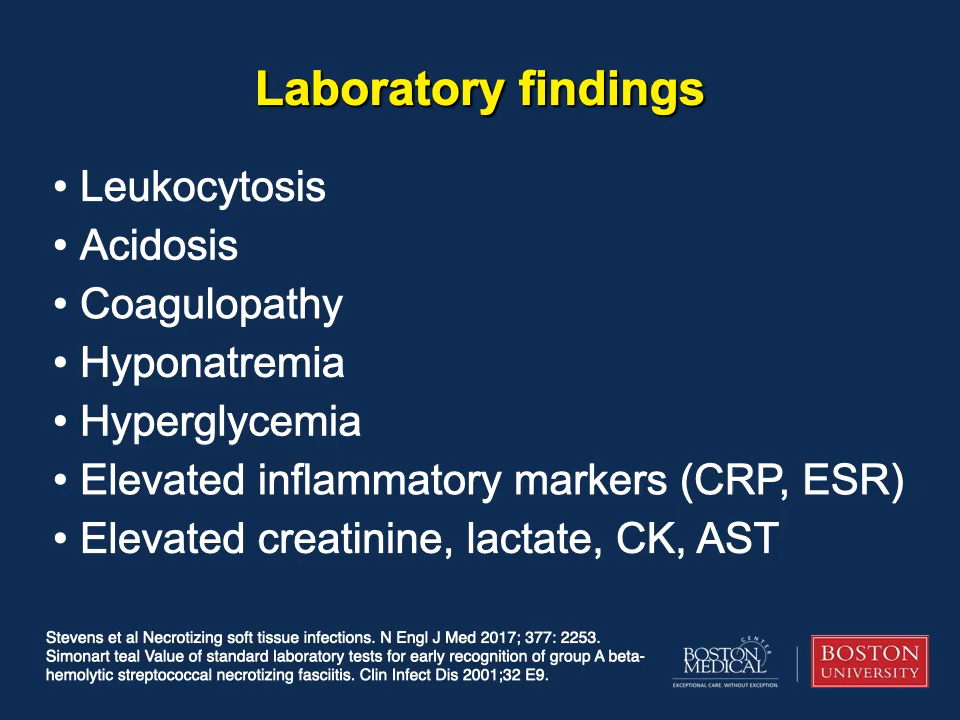 Laboratory findings
• Leukocytosis
• Acidosis
• Coagulopathy
• Hyponatremia
• Hyperglycemia
• Elevated inflammatory markers (CRP, ESR)
• Elevated creatinine, lactate, CK, AST
Stevens et al Necrotizing soft tissue infections. N Engl J Med 2017; 377: 2253.
Simonart teal Value of standard laboratory tests for early recognition of group A beta-
hemolytic streptococcal necrotizing fasciitis. Clin Infect Dis 2001;32 E9.
BOSTON
MEDICAL
CENTER
EXCEPTIONAL CARE. WITHOUT EXCEPTION.
BOSTON
UNIVERSITY